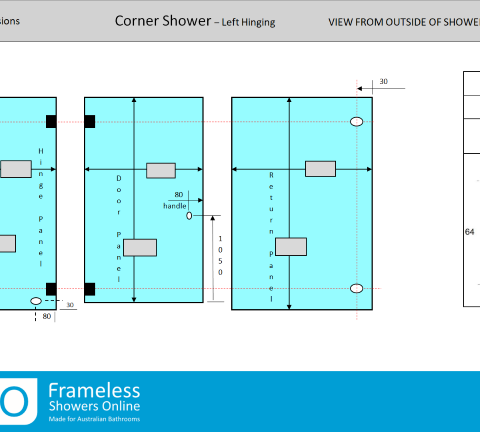 sions
Corner Shower – Left Hinging
VIEW FROM OUTSIDE OF SHOWE
30
Hinge Panel
Door Panel
Return Panel
80
handle
1050
64
30
80
O
Frameless
Showers Online
Made for Australian Bathrooms